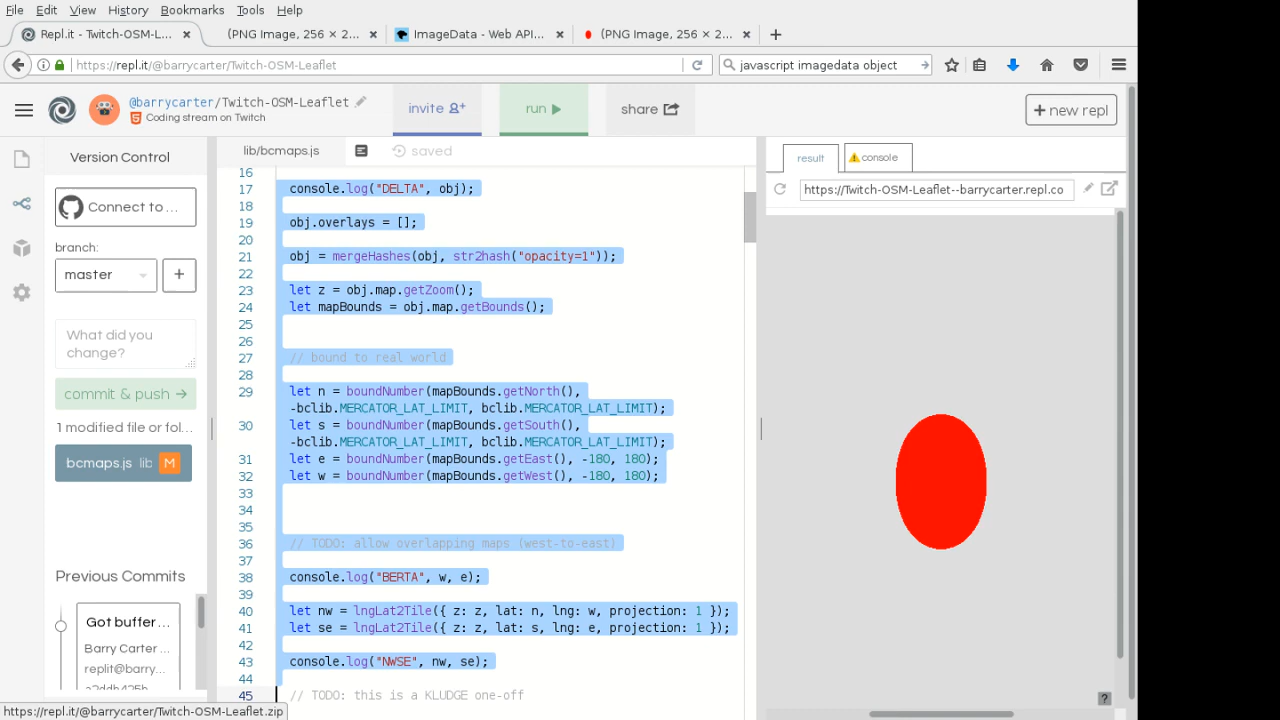 File Edit View History Bookmarks Tools Help
Repl.it - Twitch-OSM-L... × (PNG Image, 256 × 2... × ImageData - Web API... × (PNG Image, 256 × 2... × +
https://repl.it/@barrycarter/Twitch-OSM-Leaflet javascript imagedata object
@barrycarter/Twitch-OSM-Leaflet
Coding stream on Twitch
invite
run
share
+ new repl
Version Control
lib/bcmaps.js
saved
result
console
https://Twitch-OSM-Leaflet--barrycarter.repl.co
Connect to ...
branch:
master
+
What did you
change?
commit & push →
1 modified file or fol...
bcmaps.js lib M
Previous Commits
Got buffer...
Barry Carter ...
replit@barry...
16
17 console.log("DELTA", obj);
18
19 obj.overlays = [];
20
21 obj = mergeHashes(obj, str2hash("opacity=1"));
22
23 let z = obj.map.getZoom();
24 let mapBounds = obj.map.getBounds();
25
26
27 // bound to real world
28
29 let n = boundNumber(mapBounds.getNorth(),
-bclib.MERCATOR_LAT_LIMIT, bclib.MERCATOR_LAT_LIMIT);
30 let s = boundNumber(mapBounds.getSouth(),
-bclib.MERCATOR_LAT_LIMIT, bclib.MERCATOR_LAT_LIMIT);
31 let e = boundNumber(mapBounds.getEast(), -180, 180);
32 let w = boundNumber(mapBounds.getWest(), -180, 180);
33
34
35
36 // TODO: allow overlapping maps (west-to-east)
37
38 console.log("BERTA", w, e);
39
40 let nw = lngLat2Tile({ z: z, lat: n, lng: w, projection: 1 });
41 let se = lngLat2Tile({ z: z, lat: s, lng: e, projection: 1 });
42
43 console.log("NWSE", nw, se);
44
45 // TODO: this is a KLUDGE one-off
?
https://repl.it/@barrycarter/Twitch-OSM-Leaflet.zip